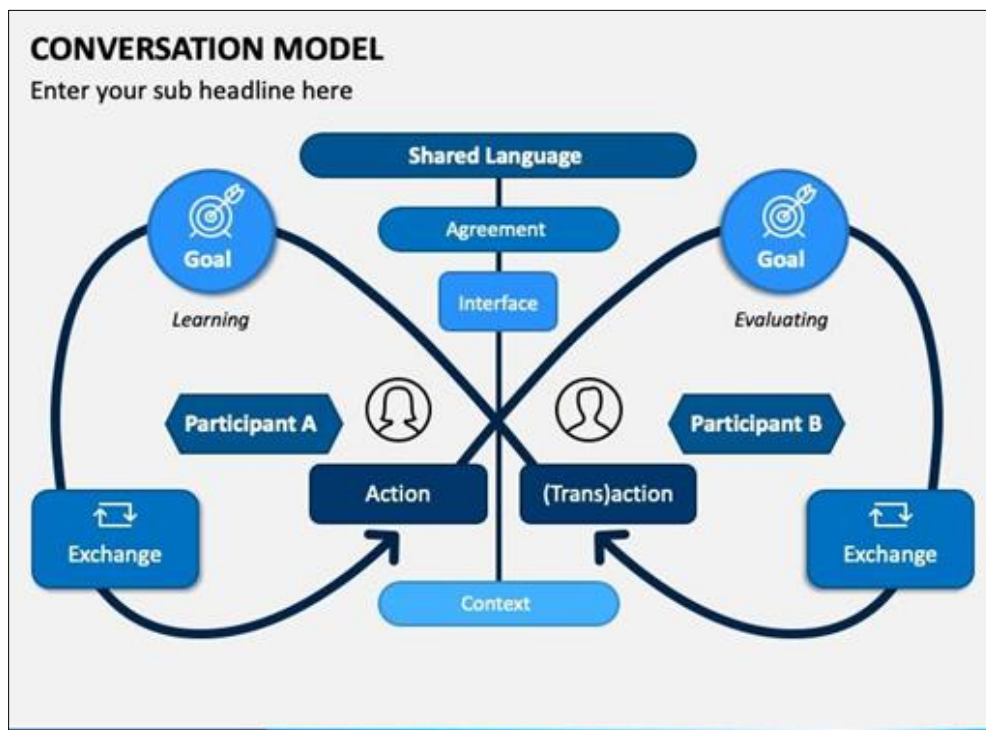 CONVERSATION MODEL
Enter your sub headline here
Shared Language
Agreement
Interface
Goal
Learning
Goal
Evaluating
Participant A
Participant B
Action
(Trans)action
Exchange
Exchange
Context